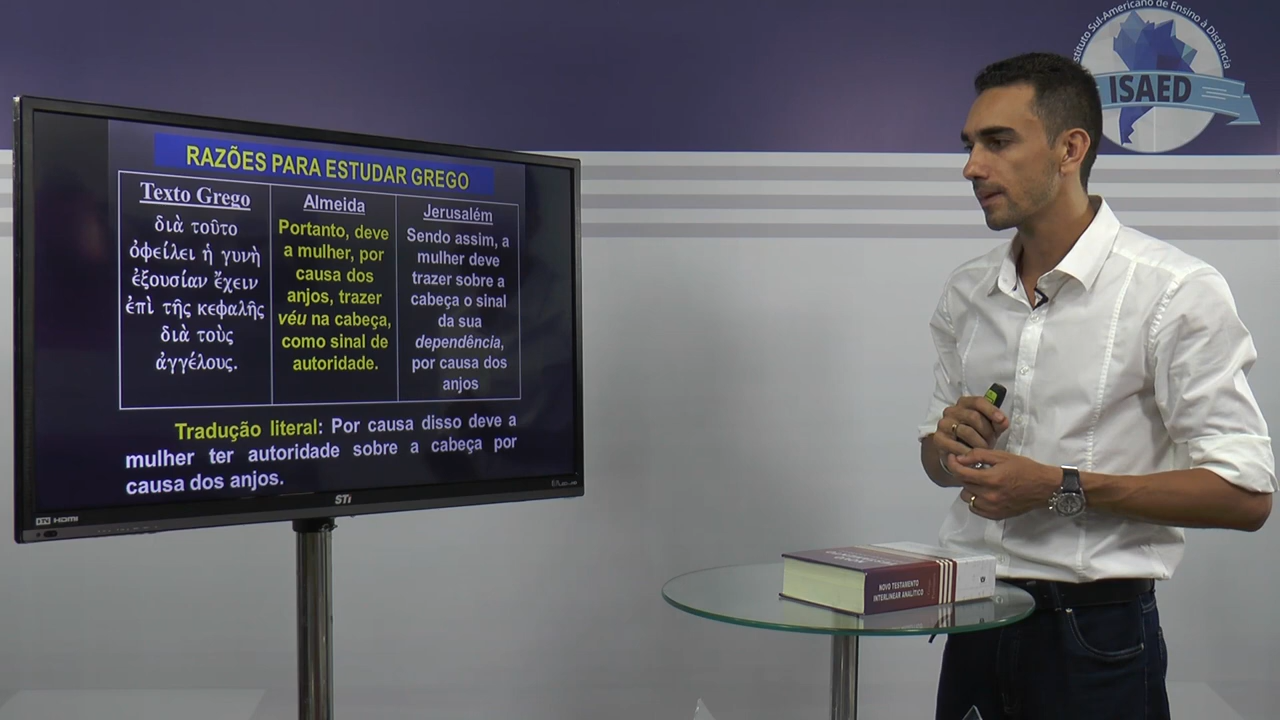 Instituto Sul-Americano de Ensino à Distância
ISAED
RAZÕES PARA ESTUDAR GREGO
Texto Grego
διὰ τοῦτο
ὀφείλει ἡ γυνὴ
ἐξουσίαν ἔχειν
ἐπὶ τῆς κεφαλῆς
διὰ τοὺς
ἀγγέλους.
Almeida
Portanto, deve
a mulher, por
causa dos
anjos, trazer
véu na cabeça,
como sinal de
autoridade.
Jerusalém
Sendo assim, a
mulher deve
trazer sobre a
cabeça o sinal
da sua
dependência,
por causa dos
anjos
Tradução literal: Por causa disso deve a
mulher ter autoridade sobre a cabeça por
causa dos anjos.
STi
HDMI
NOVO TESTAMENTO
INTERLINEAR ANALÍTICO